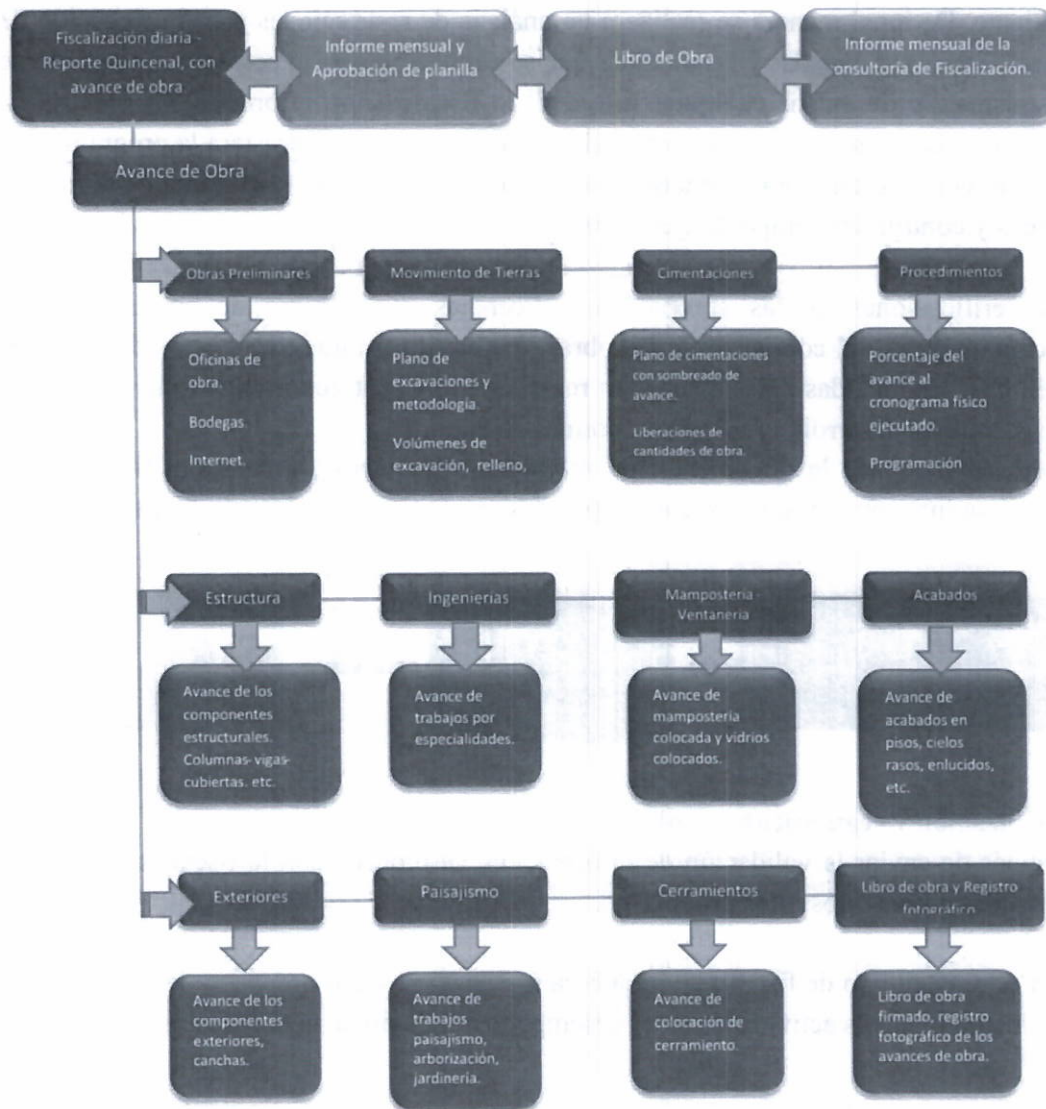 Fiscalización diaria -
Reporte Quincenal, con
avance de obra.
Informe mensual y
Aprobación de planilla
Libro de Obra
Informe mensual de la
consultoría de Fiscalización.
Avance de Obra
Obras Preliminares
Movimiento de Tierras
Cimentaciones
Procedimientos
Oficinas de
obra.
Bodegas.
Internet.
Plano de
excavaciones y
metodología.
Volúmenes de
excavación, relleno,
Plano de cimentaciones
con sombreado de
avance.
Liberaciones de
cantidades de obra.
Porcentaje del
avance al
cronograma físico
ejecutado.
Programación
Estructura
Ingenierías
Mampostería -
Ventanería
Acabados
Avance de los
componentes
estructurales.
Columnas- vigas-
cubiertas. etc.
Avance de
trabajos por
especialidades.
Avance de
mampostería
colocada y vidrios
colocados.
Avance de
acabados en
pisos, cielos
rasos, enlucidos,
etc.
Exteriores
Paisajismo
Cerramientos
Libro de obra y Registro
fotográfico
Avance de los
componentes
exteriores,
canchas.
Avance de
trabajos
paisajismo,
arborización,
jardinería.
Avance de
colocación de
cerramiento.
Libro de obra
firmado, registro
fotográfico de los
avances de obra.